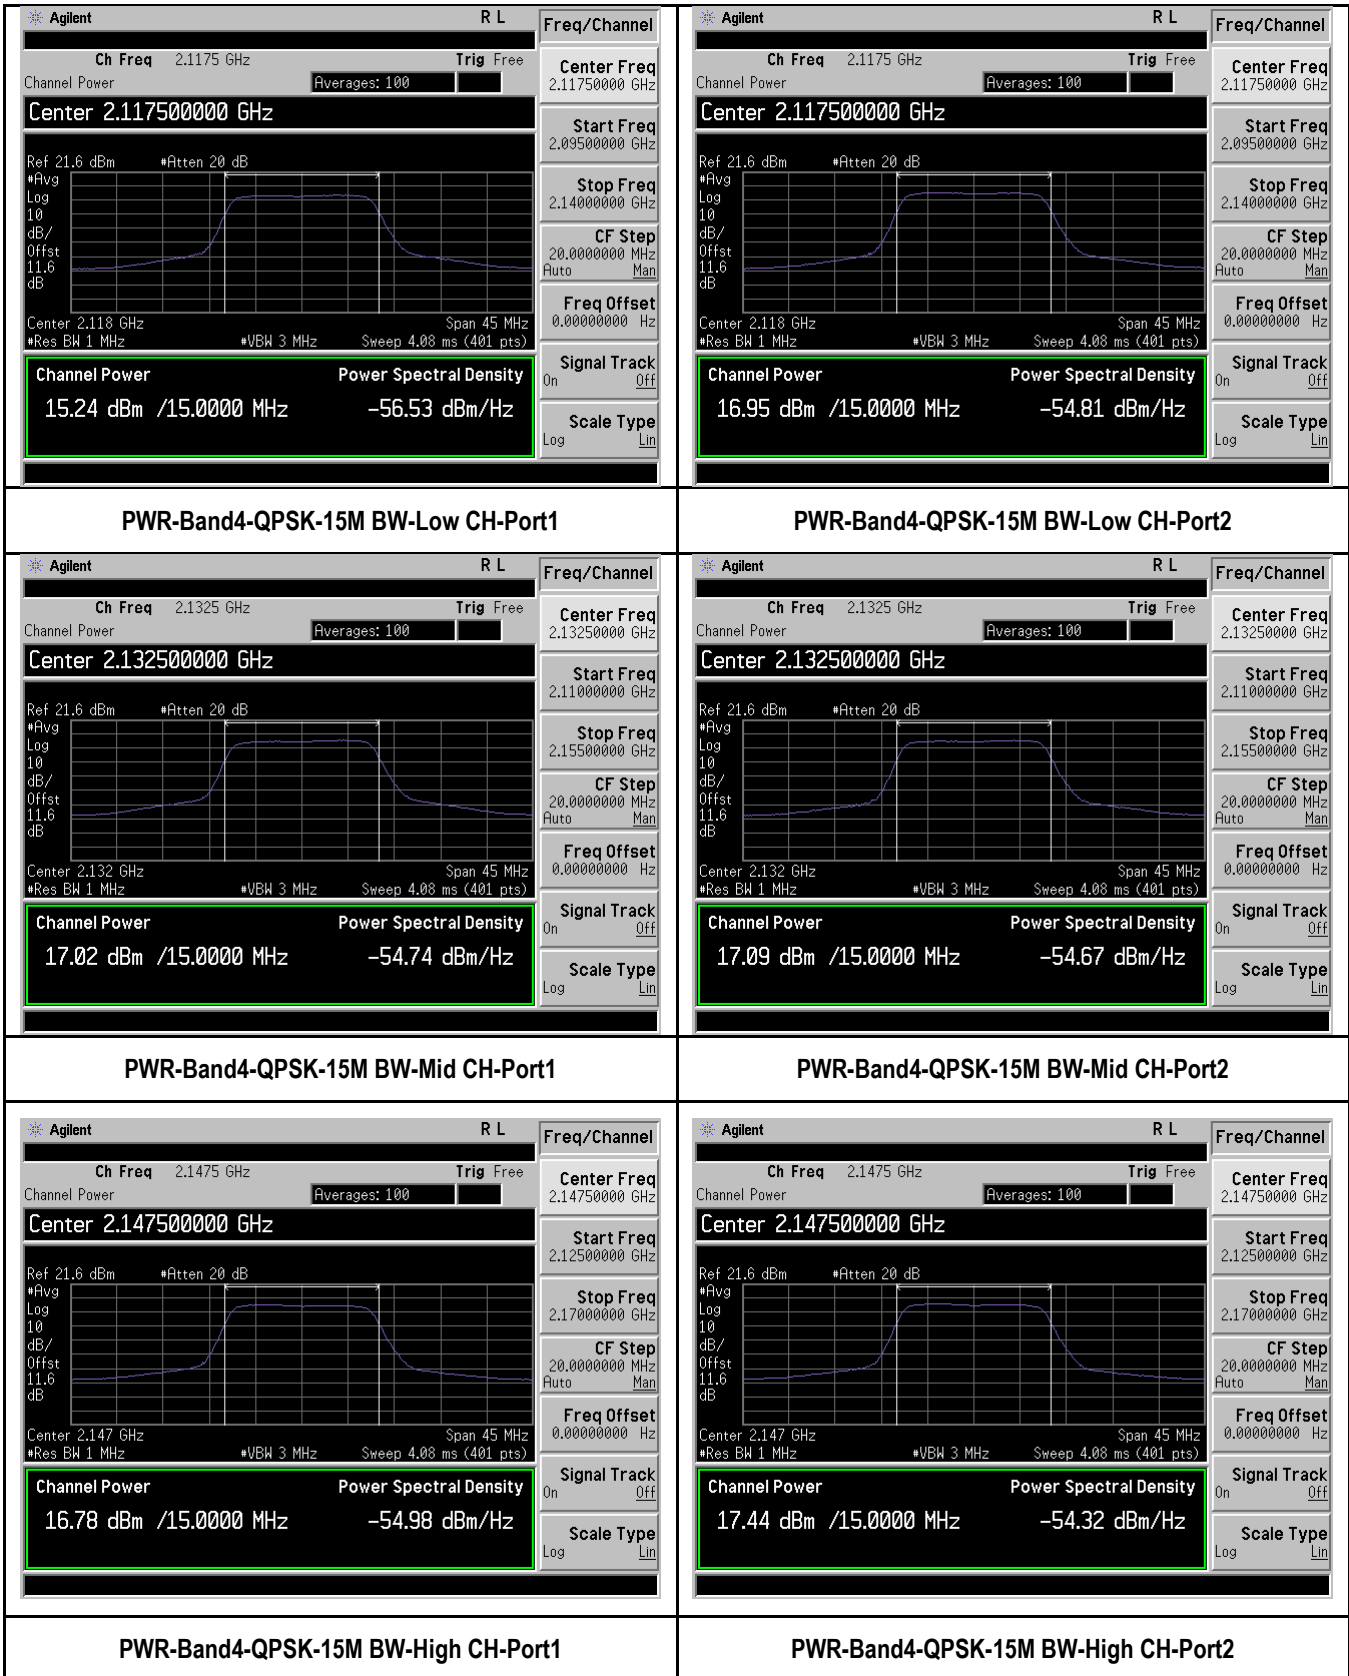 Agilent R L Freq/Channel
Ch Freq 2.1175 GHz Trig Free
Channel Power Averages: 100
Center 2.117500000 GHz
Ref 21.6 dBm #Atten 20 dB
#Avg
Log
10
dB/
Offst
11.6
dB
Center 2.118 GHz Span 45 MHz
#Res BW 1 MHz #VBW 3 MHz Sweep 4.08 ms (401 pts)
Channel Power Power Spectral Density
15.24 dBm /15.0000 MHz -56.53 dBm/Hz
Center Freq
2.11750000 GHz
Start Freq
2.09500000 GHz
Stop Freq
2.14000000 GHz
CF Step
20.0000000 MHz
Auto Man
Freq Offset
0.00000000 Hz
Signal Track
On Off
Scale Type
Log Lin
PWR-Band4-QPSK-15M BW-Low CH-Port1
Agilent R L Freq/Channel
Ch Freq 2.1175 GHz Trig Free
Channel Power Averages: 100
Center 2.117500000 GHz
Ref 21.6 dBm #Atten 20 dB
#Avg
Log
10
dB/
Offst
11.6
dB
Center 2.118 GHz Span 45 MHz
#Res BW 1 MHz #VBW 3 MHz Sweep 4.08 ms (401 pts)
Channel Power Power Spectral Density
16.95 dBm /15.0000 MHz -54.81 dBm/Hz
Center Freq
2.11750000 GHz
Start Freq
2.09500000 GHz
Stop Freq
2.14000000 GHz
CF Step
20.0000000 MHz
Auto Man
Freq Offset
0.00000000 Hz
Signal Track
On Off
Scale Type
Log Lin
PWR-Band4-QPSK-15M BW-Low CH-Port2
Agilent R L Freq/Channel
Ch Freq 2.1325 GHz Trig Free
Channel Power Averages: 100
Center 2.132500000 GHz
Ref 21.6 dBm #Atten 20 dB
#Avg
Log
10
dB/
Offst
11.6
dB
Center 2.132 GHz Span 45 MHz
#Res BW 1 MHz #VBW 3 MHz Sweep 4.08 ms (401 pts)
Channel Power Power Spectral Density
17.02 dBm /15.0000 MHz -54.74 dBm/Hz
Center Freq
2.13250000 GHz
Start Freq
2.11000000 GHz
Stop Freq
2.15500000 GHz
CF Step
20.0000000 MHz
Auto Man
Freq Offset
0.00000000 Hz
Signal Track
On Off
Scale Type
Log Lin
PWR-Band4-QPSK-15M BW-Mid CH-Port1
Agilent R L Freq/Channel
Ch Freq 2.1325 GHz Trig Free
Channel Power Averages: 100
Center 2.132500000 GHz
Ref 21.6 dBm #Atten 20 dB
#Avg
Log
10
dB/
Offst
11.6
dB
Center 2.132 GHz Span 45 MHz
#Res BW 1 MHz #VBW 3 MHz Sweep 4.08 ms (401 pts)
Channel Power Power Spectral Density
17.09 dBm /15.0000 MHz -54.67 dBm/Hz
Center Freq
2.13250000 GHz
Start Freq
2.11000000 GHz
Stop Freq
2.15500000 GHz
CF Step
20.0000000 MHz
Auto Man
Freq Offset
0.00000000 Hz
Signal Track
On Off
Scale Type
Log Lin
PWR-Band4-QPSK-15M BW-Mid CH-Port2
Agilent R L Freq/Channel
Ch Freq 2.1475 GHz Trig Free
Channel Power Averages: 100
Center 2.147500000 GHz
Ref 21.6 dBm #Atten 20 dB
#Avg
Log
10
dB/
Offst
11.6
dB
Center 2.147 GHz Span 45 MHz
#Res BW 1 MHz #VBW 3 MHz Sweep 4.08 ms (401 pts)
Channel Power Power Spectral Density
16.78 dBm /15.0000 MHz -54.98 dBm/Hz
Center Freq
2.14750000 GHz
Start Freq
2.12500000 GHz
Stop Freq
2.17000000 GHz
CF Step
20.0000000 MHz
Auto Man
Freq Offset
0.00000000 Hz
Signal Track
On Off
Scale Type
Log Lin
PWR-Band4-QPSK-15M BW-High CH-Port1
Agilent R L Freq/Channel
Ch Freq 2.1475 GHz Trig Free
Channel Power Averages: 100
Center 2.147500000 GHz
Ref 21.6 dBm #Atten 20 dB
#Avg
Log
10
dB/
Offst
11.6
dB
Center 2.147 GHz Span 45 MHz
#Res BW 1 MHz #VBW 3 MHz Sweep 4.08 ms (401 pts)
Channel Power Power Spectral Density
17.44 dBm /15.0000 MHz -54.32 dBm/Hz
Center Freq
2.14750000 GHz
Start Freq
2.12500000 GHz
Stop Freq
2.17000000 GHz
CF Step
20.0000000 MHz
Auto Man
Freq Offset
0.00000000 Hz
Signal Track
On Off
Scale Type
Log Lin
PWR-Band4-QPSK-15M BW-High CH-Port2